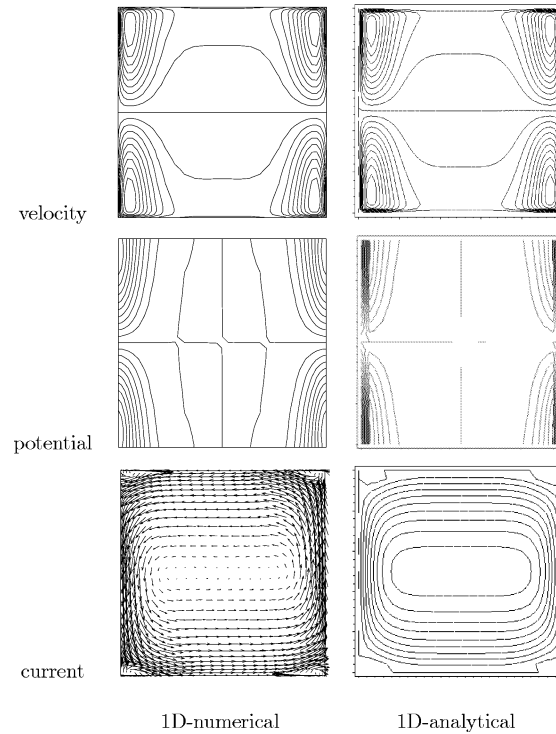 velocity
potential
current
1D-numerical
1D-analytical